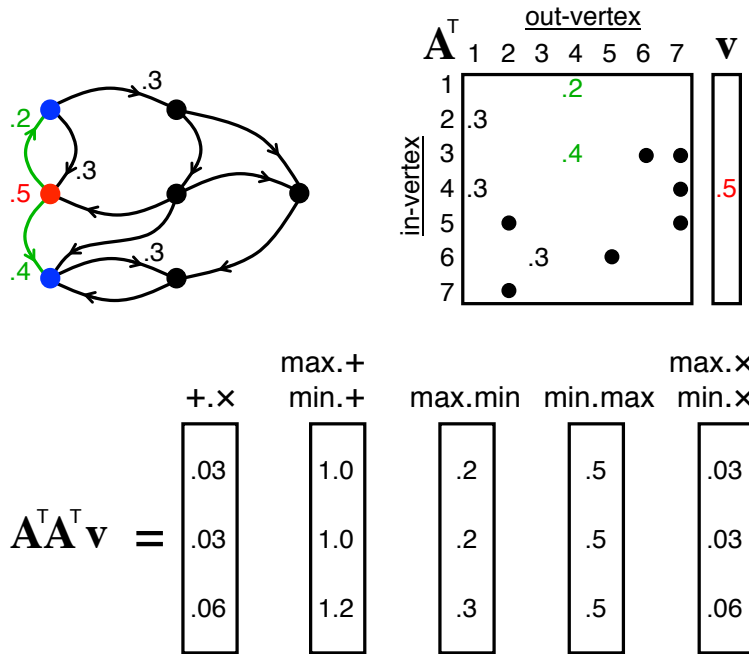 out-vertex
Aᵀ 1 2 3 4 5 6 7 v
in-vertex
1 .2
2 .3
3 .4
4 .3 .5
5
6 .3
7
.3
.2
.3
.5
.3
.4
max.+ max.×
+.× min.+ max.min min.max min.×
.03 1.0 .2 .5 .03
AᵀAᵀv = .03 1.0 .2 .5 .03
.06 1.2 .3 .5 .06